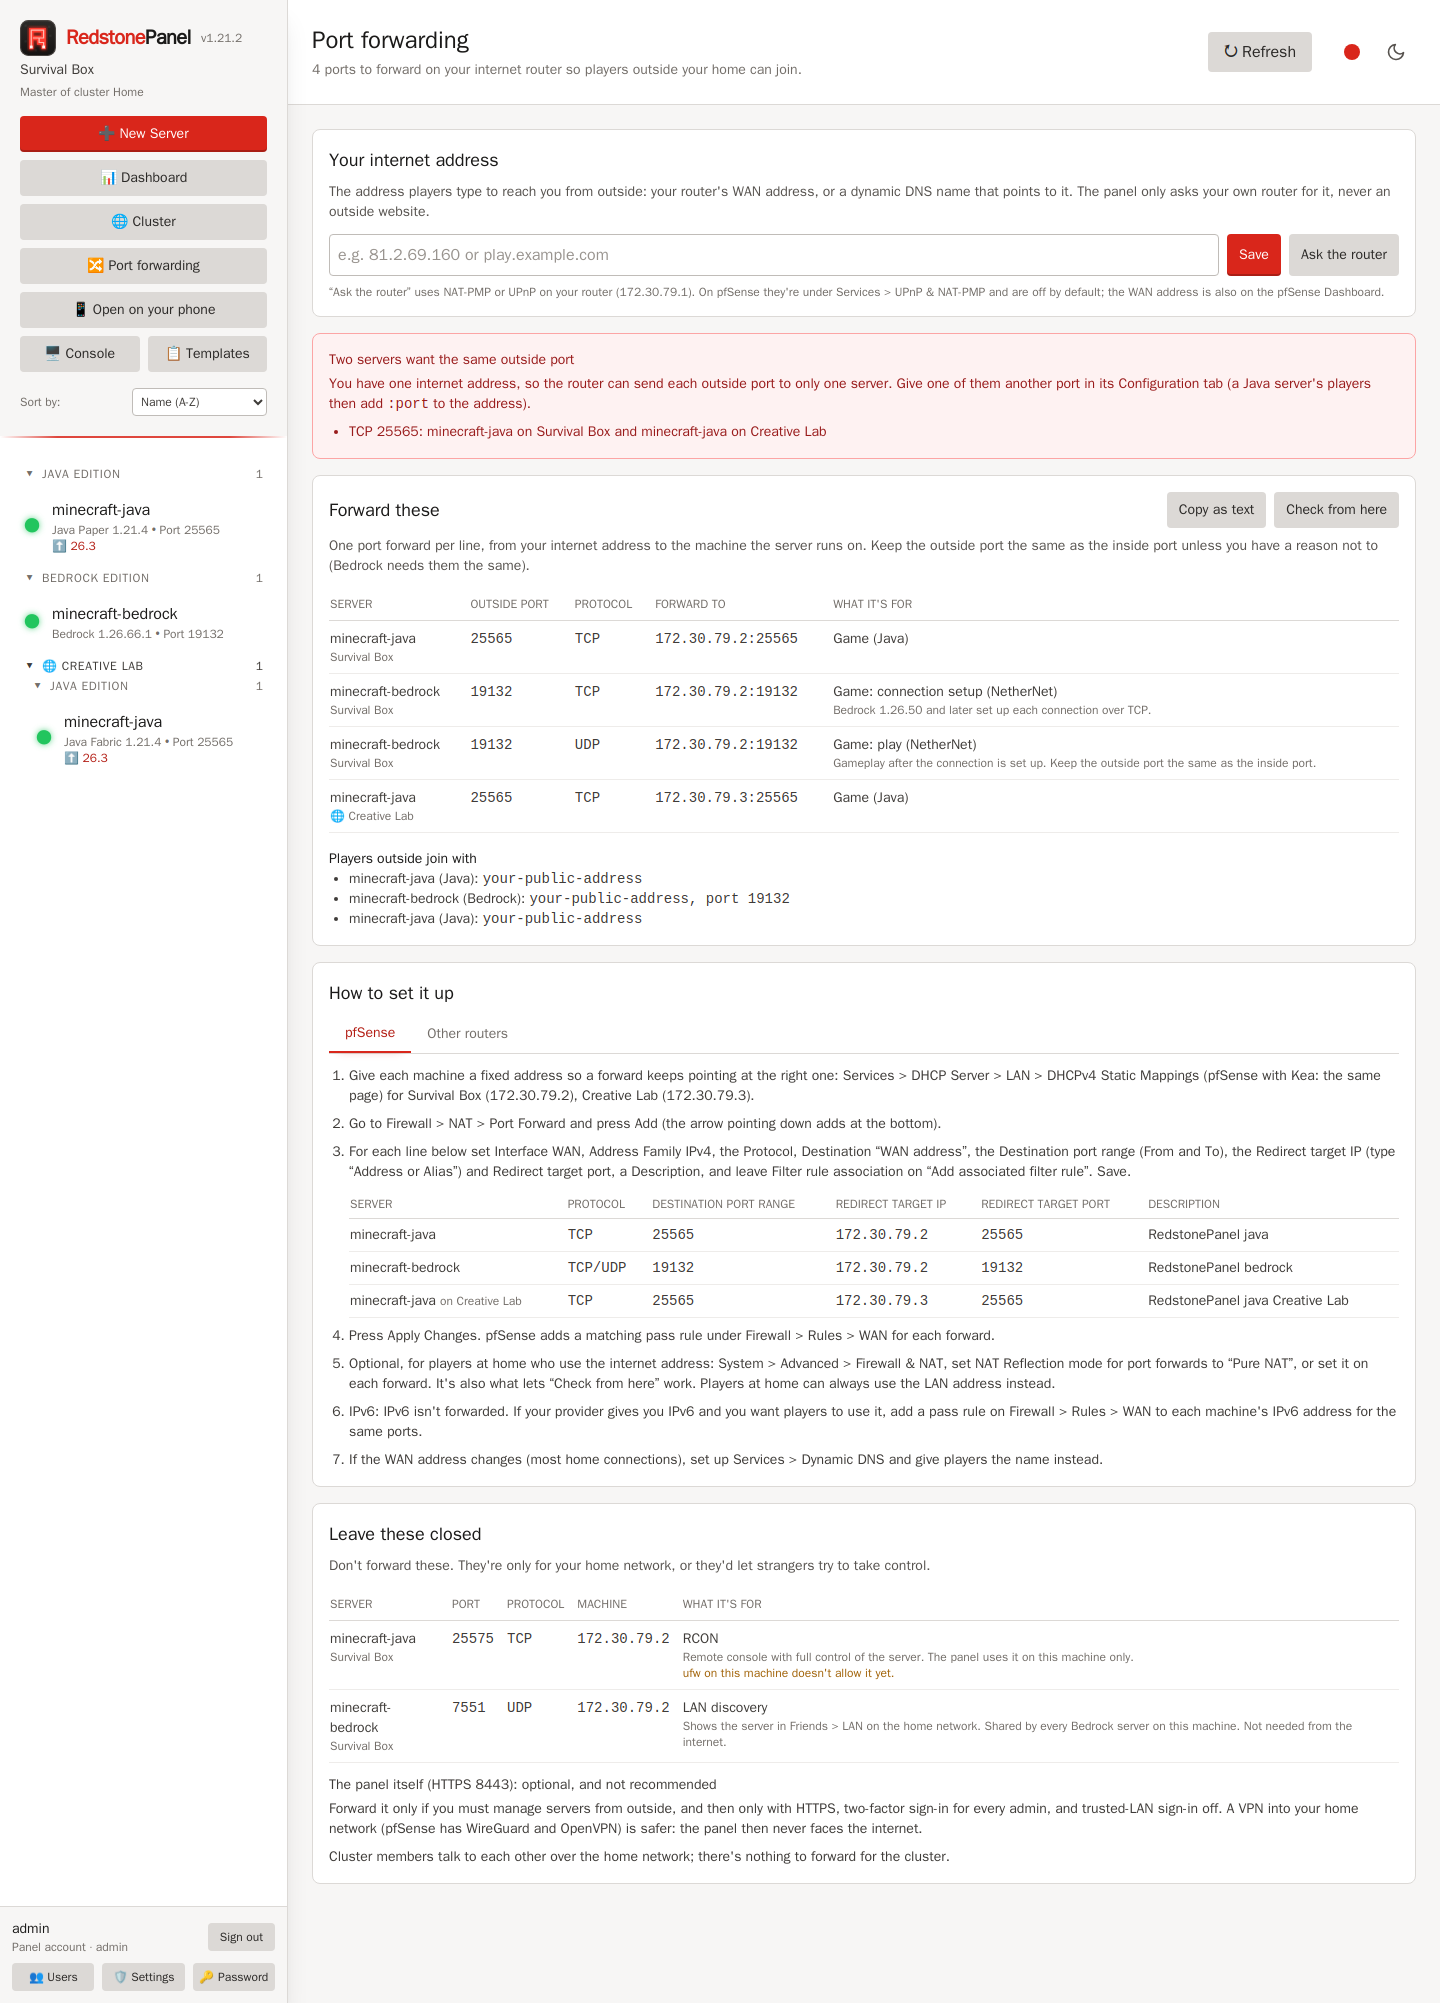 RedstonePanel v1.21.2
Survival Box
Master of cluster Home
➕ New Server
📊 Dashboard
🌐 Cluster
🔀 Port forwarding
📱 Open on your phone
🖥️ Console
📋 Templates
Sort by:
Name (A-Z)
▼ JAVA EDITION 1
minecraft-java
Java Paper 1.21.4 • Port 25565
⬆️ 26.3
▼ BEDROCK EDITION 1
minecraft-bedrock
Bedrock 1.26.66.1 • Port 19132
▼ 🌐 CREATIVE LAB 1
▼ JAVA EDITION 1
minecraft-java
Java Fabric 1.21.4 • Port 25565
⬆️ 26.3
admin
Panel account · admin
Sign out
👥 Users
🛡️ Settings
🔑 Password
Port forwarding
4 ports to forward on your internet router so players outside your home can join.
↻ Refresh
Your internet address
The address players type to reach you from outside: your router's WAN address, or a dynamic DNS name that points to it. The panel only asks your own router for it, never an
outside website.
e.g. 81.2.69.160 or play.example.com
Save
Ask the router
“Ask the router” uses NAT-PMP or UPnP on your router (172.30.79.1). On pfSense they're under Services > UPnP & NAT-PMP and are off by default; the WAN address is also on the pfSense Dashboard.
Two servers want the same outside port
You have one internet address, so the router can send each outside port to only one server. Give one of them another port in its Configuration tab (a Java server's players
then add :port to the address).
• TCP 25565: minecraft-java on Survival Box and minecraft-java on Creative Lab
Forward these
Copy as text
Check from here
One port forward per line, from your internet address to the machine the server runs on. Keep the outside port the same as the inside port unless you have a reason not to
(Bedrock needs them the same).
SERVER OUTSIDE PORT PROTOCOL FORWARD TO WHAT IT'S FOR
minecraft-java 25565 TCP 172.30.79.2:25565 Game (Java)
Survival Box
minecraft-bedrock 19132 TCP 172.30.79.2:19132 Game: connection setup (NetherNet)
Survival Box Bedrock 1.26.50 and later set up each connection over TCP.
minecraft-bedrock 19132 UDP 172.30.79.2:19132 Game: play (NetherNet)
Survival Box Gameplay after the connection is set up. Keep the outside port the same as the inside port.
minecraft-java 25565 TCP 172.30.79.3:25565 Game (Java)
🌐 Creative Lab
Players outside join with
• minecraft-java (Java): your-public-address
• minecraft-bedrock (Bedrock): your-public-address, port 19132
• minecraft-java (Java): your-public-address
How to set it up
pfSense
Other routers
1. Give each machine a fixed address so a forward keeps pointing at the right one: Services > DHCP Server > LAN > DHCPv4 Static Mappings (pfSense with Kea: the same
page) for Survival Box (172.30.79.2), Creative Lab (172.30.79.3).
2. Go to Firewall > NAT > Port Forward and press Add (the arrow pointing down adds at the bottom).
3. For each line below set Interface WAN, Address Family IPv4, the Protocol, Destination “WAN address”, the Destination port range (From and To), the Redirect target IP (type
“Address or Alias”) and Redirect target port, a Description, and leave Filter rule association on “Add associated filter rule”. Save.
SERVER PROTOCOL DESTINATION PORT RANGE REDIRECT TARGET IP REDIRECT TARGET PORT DESCRIPTION
minecraft-java TCP 25565 172.30.79.2 25565 RedstonePanel java
minecraft-bedrock TCP/UDP 19132 172.30.79.2 19132 RedstonePanel bedrock
minecraft-java on Creative Lab TCP 25565 172.30.79.3 25565 RedstonePanel java Creative Lab
4. Press Apply Changes. pfSense adds a matching pass rule under Firewall > Rules > WAN for each forward.
5. Optional, for players at home who use the internet address: System > Advanced > Firewall & NAT, set NAT Reflection mode for port forwards to “Pure NAT”, or set it on
each forward. It's also what lets “Check from here” work. Players at home can always use the LAN address instead.
6. IPv6: IPv6 isn't forwarded. If your provider gives you IPv6 and you want players to use it, add a pass rule on Firewall > Rules > WAN to each machine's IPv6 address for the
same ports.
7. If the WAN address changes (most home connections), set up Services > Dynamic DNS and give players the name instead.
Leave these closed
Don't forward these. They're only for your home network, or they'd let strangers try to take control.
SERVER PORT PROTOCOL MACHINE WHAT IT'S FOR
minecraft-java 25575 TCP 172.30.79.2 RCON
Survival Box Remote console with full control of the server. The panel uses it on this machine only.
ufw on this machine doesn't allow it yet.
minecraft- 7551 UDP 172.30.79.2 LAN discovery
bedrock Shows the server in Friends > LAN on the home network. Shared by every Bedrock server on this machine. Not needed from the
Survival Box internet.
The panel itself (HTTPS 8443): optional, and not recommended
Forward it only if you must manage servers from outside, and then only with HTTPS, two-factor sign-in for every admin, and trusted-LAN sign-in off. A VPN into your home
network (pfSense has WireGuard and OpenVPN) is safer: the panel then never faces the internet.
Cluster members talk to each other over the home network; there's nothing to forward for the cluster.